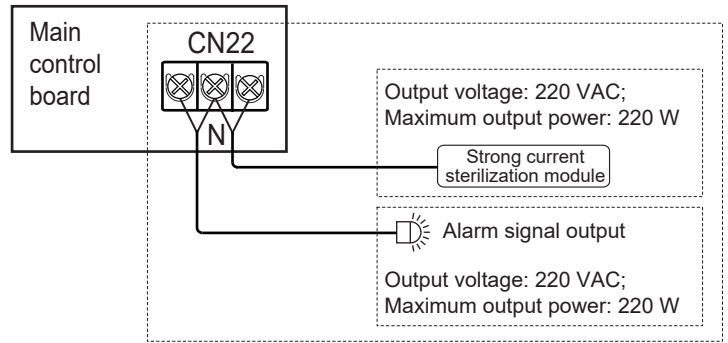 Main
control
board
CN22
N
Output voltage: 220 VAC;
Maximum output power: 220 W
Strong current
sterilization module
Alarm signal output
Output voltage: 220 VAC;
Maximum output power: 220 W